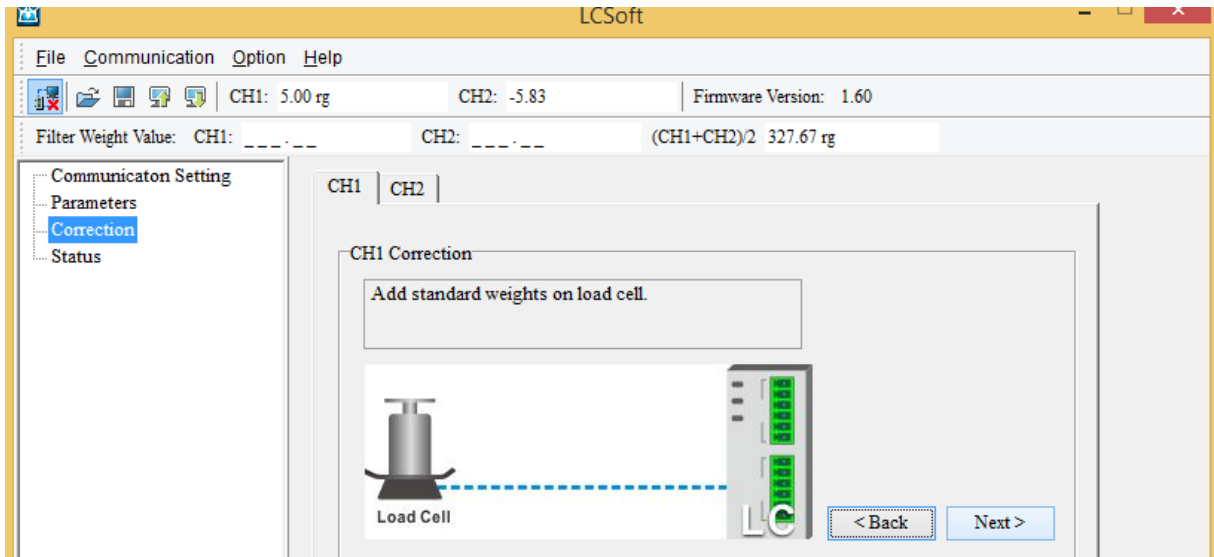 LCSoft
File Communication Option Help
CH1: 5.00 rg CH2: -5.83 Firmware Version: 1.60
Filter Weight Value: CH1: _ _ _ . _ _ CH2: _ _ _ . _ _ (CH1+CH2)/2 327.67 rg
Communicaton Setting
Parameters
Correction
Status
CH1 CH2
CH1 Correction
Add standard weights on load cell.
Load Cell
LC
< Back Next >